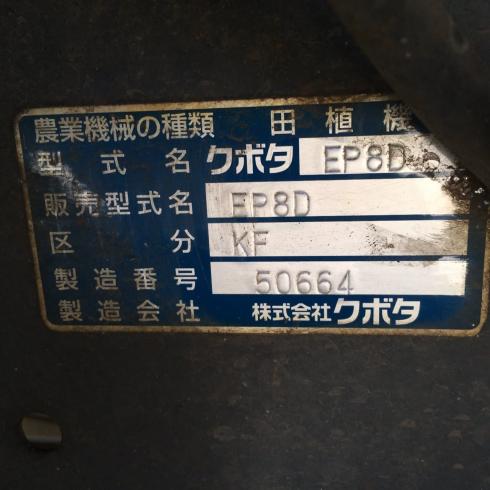 農業機械の種類 田植機
型式名 クボタ EP8D
販売型式名 EP8D
区分 KF
製造番号 50664
製造会社 株式会社クボタ